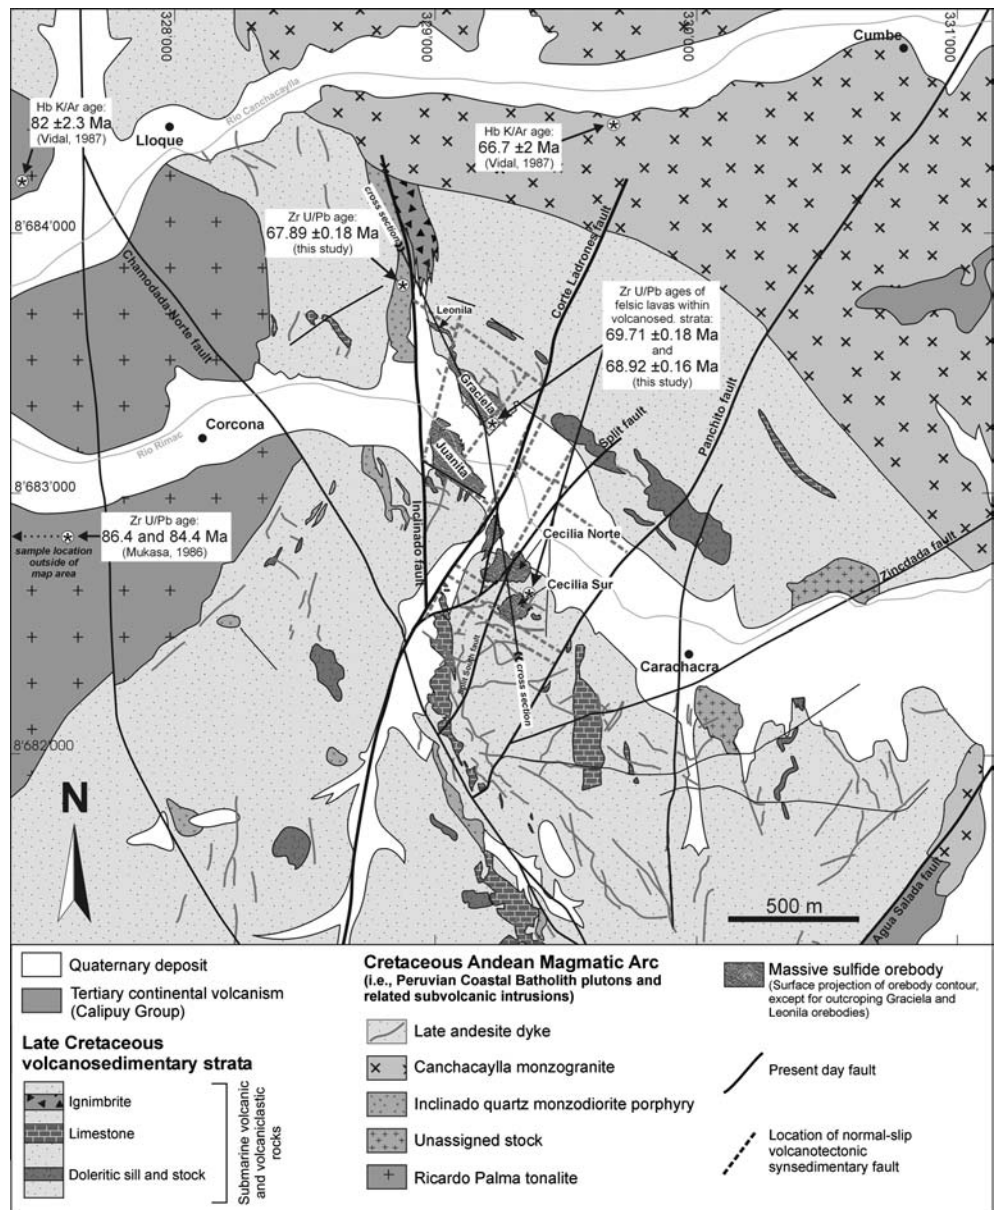 328'000
329'000
330'000
331'000
Cumbe
Rio Canchacaylla
Hb K/Ar age:
82 ±2.3 Ma
(Vidal, 1987)
Lloque
Hb K/Ar age:
66.7 ±2 Ma
(Vidal, 1987)
cross section
Zr U/Pb age:
67.89 ±0.18 Ma
(this study)
8'684'000
Chamodada Norte fault
Corte Ladrones fault
Zr U/Pb ages of
felsic lavas within
volcanosed. strata:
69.71 ±0.18 Ma
and
68.92 ±0.16 Ma
(this study)
Leonila
Graciela
Panchito fault
Split fault
Corcona
Rio Rimac
Juanita
8'683'000
Inclinado fault
Zr U/Pb age:
86.4 and 84.4 Ma
(Mukasa, 1986)
sample location
outside of
map area
Cecilia Norte
Cecilia Sur
Zincdada fault
Split South fault
cross section
Carachacra
8'682'000
N
500 m
Agua Salada fault
Quaternary deposit
Tertiary continental volcanism
(Calipuy Group)
Late Cretaceous
volcanosedimentary strata
Ignimbrite
Limestone
Doleritic sill and stock
Submarine volcanic
and volcaniclastic
rocks
Cretaceous Andean Magmatic Arc
(i.e., Peruvian Coastal Batholith plutons and
related subvolcanic intrusions)
Late andesite dyke
Canchacaylla monzogranite
Inclinado quartz monzodiorite porphyry
Unassigned stock
Ricardo Palma tonalite
Massive sulfide orebody
(Surface projection of orebody contour,
except for outcroping Graciela and
Leonila orebodies)
Present day fault
Location of normal-slip
volcanotectonic
synsedimentary fault